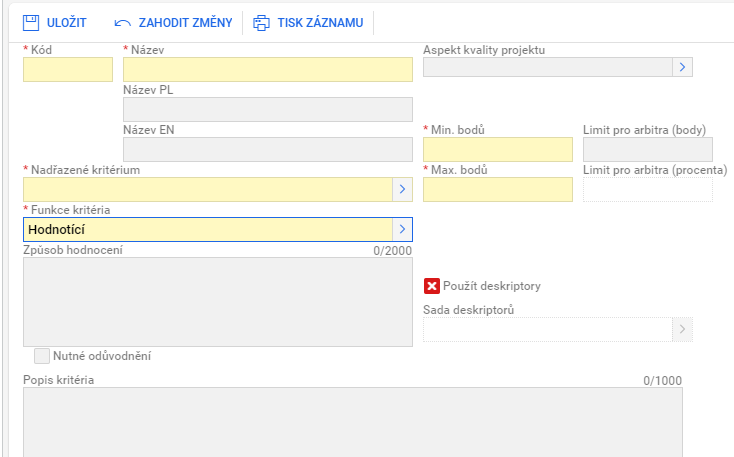 ULOŽIT ZAHODIT ZMĚNY TISK ZÁZNAMU
* Kód * Název Aspekt kvality projektu
Název PL
Název EN * Min. bodů Limit pro arbitra (body)
* Nadřazené kritérium * Max. bodů Limit pro arbitra (procenta)
* Funkce kritéria
Hodnotící
Způsob hodnocení 0/2000
Použít deskriptory
Sada deskriptorů
Nutné odůvodnění
Popis kritéria 0/1000